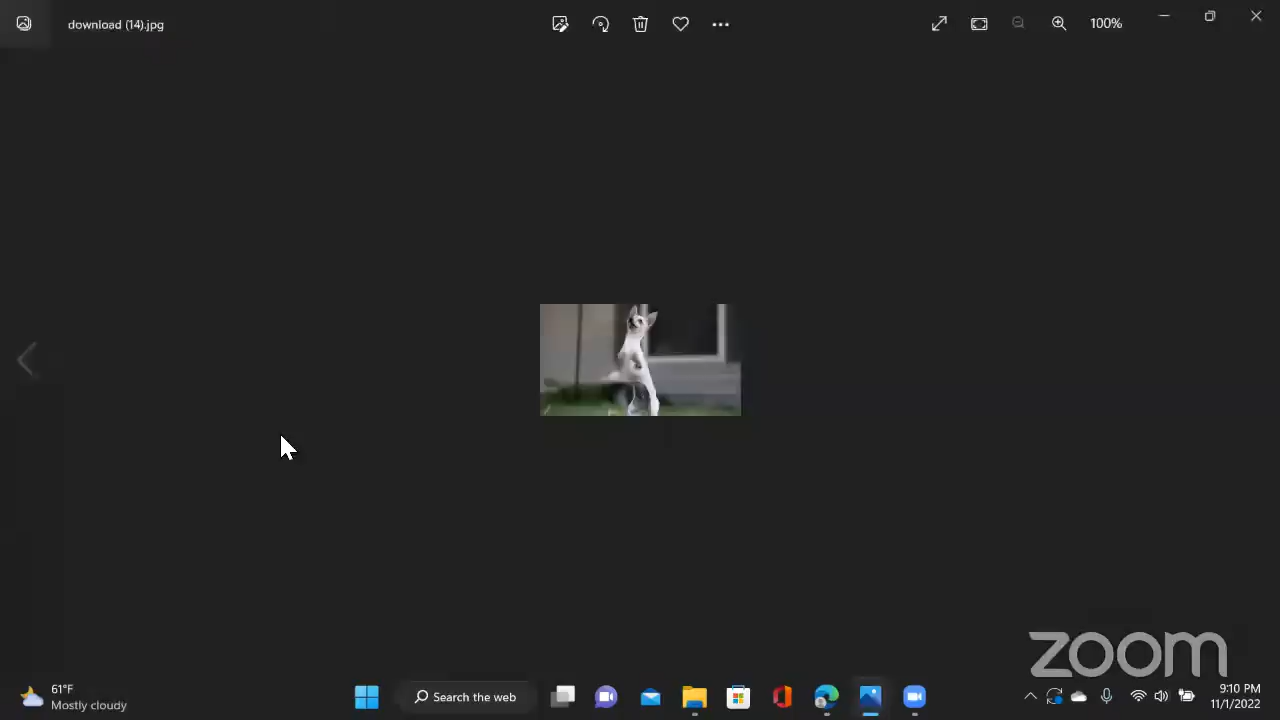 download (14).jpg
100%
zoom
61°F
Mostly cloudy
Search the web
9:10 PM
11/1/2022